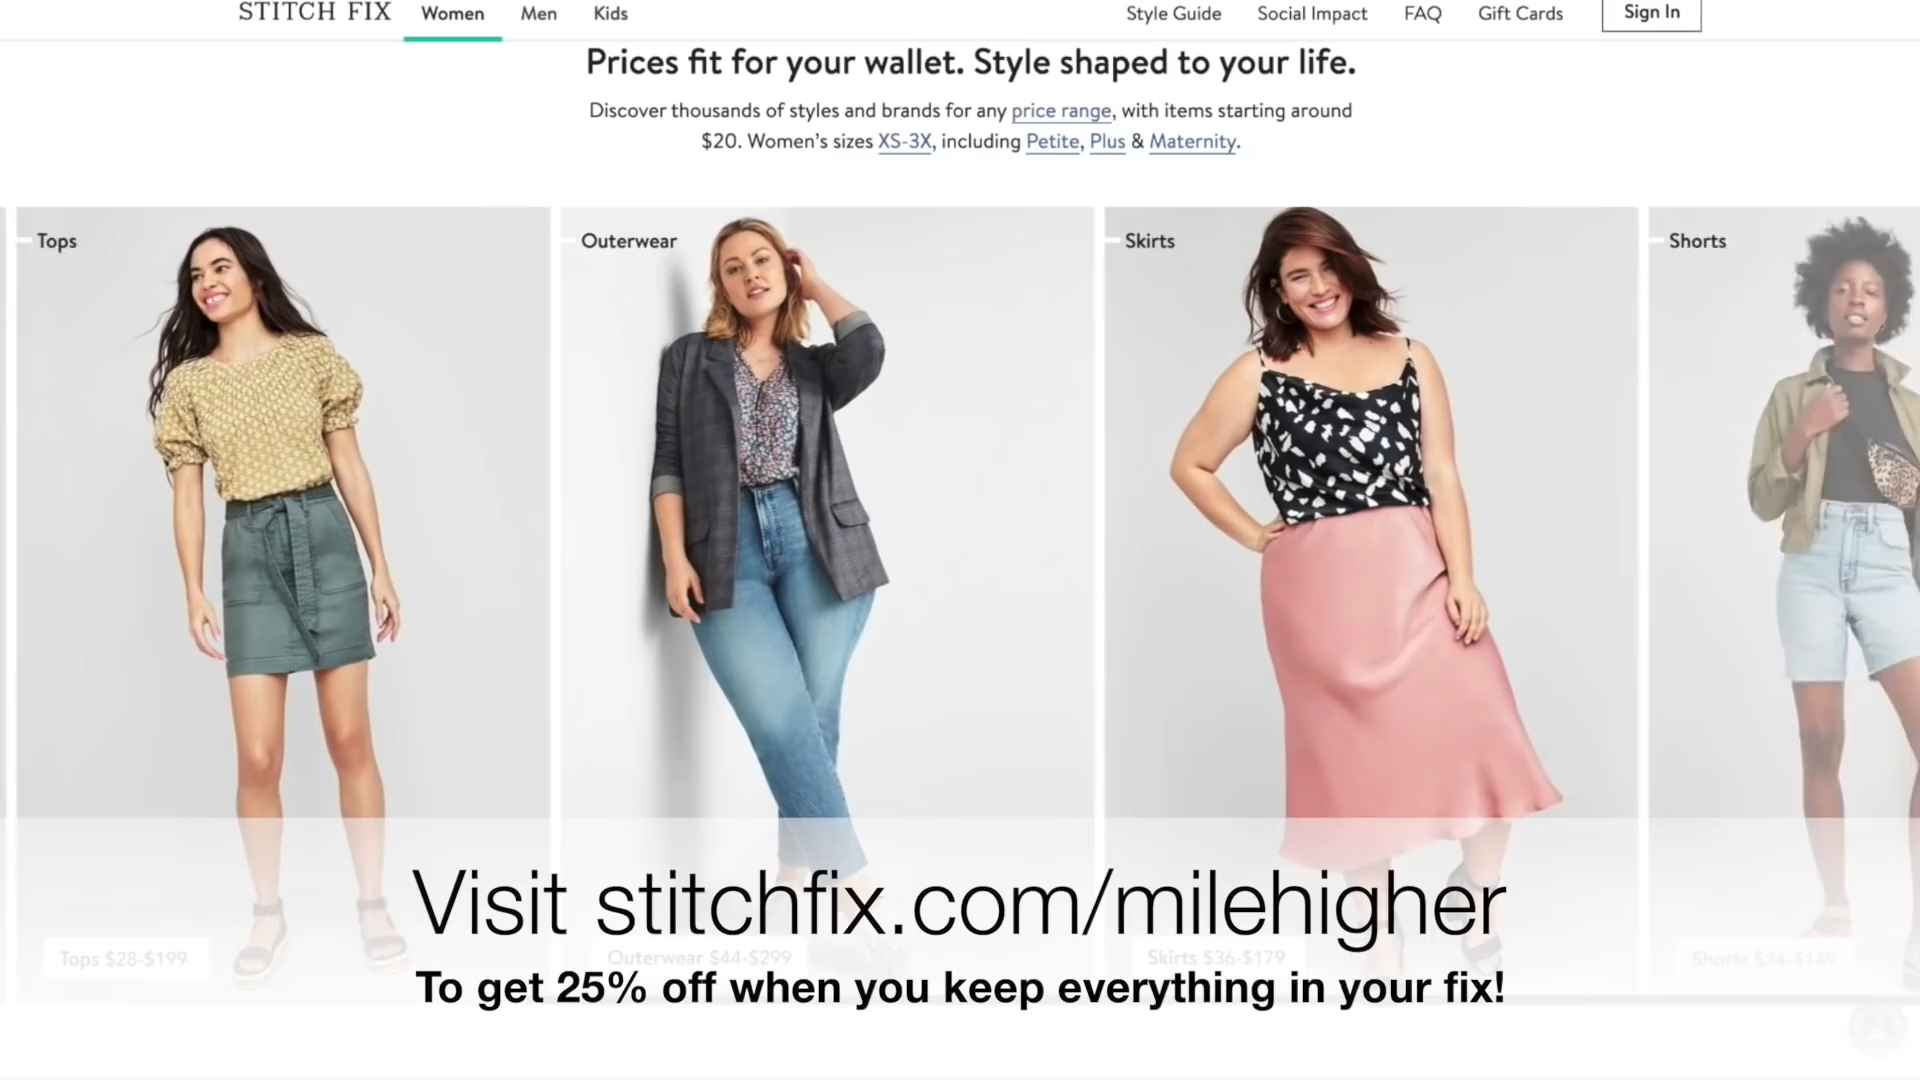 STITCH FIX Women Men Kids Style Guide Social Impact FAQ Gift Cards Sign In
Prices fit for your wallet. Style shaped to your life.
Discover thousands of styles and brands for any price range, with items starting around
$20. Women's sizes XS-3X, including Petite, Plus & Maternity.
Tops Outerwear Skirts Shorts
Visit stitchfix.com/milehigher
Tops $28-$199 Outerwear $44-$299 Skirts $36-$179 Shorts $34-$149
To get 25% off when you keep everything in your fix!